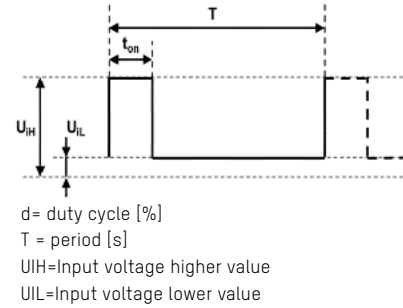 T
ton
UiH
UiL
d= duty cycle [%]
T = period [s]
UIH=Input voltage higher value
UIL=Input voltage lower value